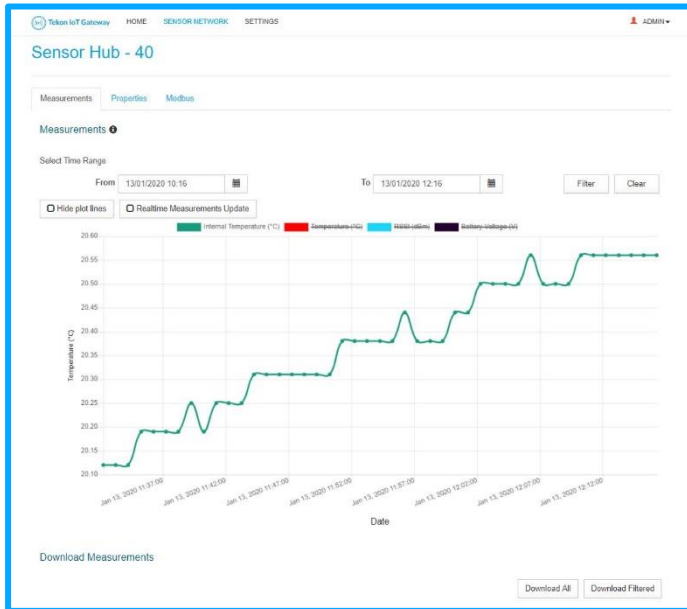 Tekon IoT Gateway HOME SENSOR NETWORK SETTINGS ADMIN
Sensor Hub - 40
Measurements Properties Modbus
Measurements
Select Time Range
From 13/01/2020 10:16 To 13/01/2020 12:16 Filter Clear
Hide plot lines Realtime Measurements Update
Internal Temperature (°C) Temperature (°C) RSSI (dBm) Battery Voltage (V)
20.60
20.55
20.50
20.45
20.40
20.35
20.30
20.25
20.20
20.15
20.10
Temperature (°C)
Jan 13, 2020 11:37:00 Jan 13, 2020 11:42:00 Jan 13, 2020 11:47:00 Jan 13, 2020 11:52:00 Jan 13, 2020 11:57:00 Jan 13, 2020 12:02:00 Jan 13, 2020 12:07:00 Jan 13, 2020 12:12:00
Date
Download Measurements
Download All Download Filtered